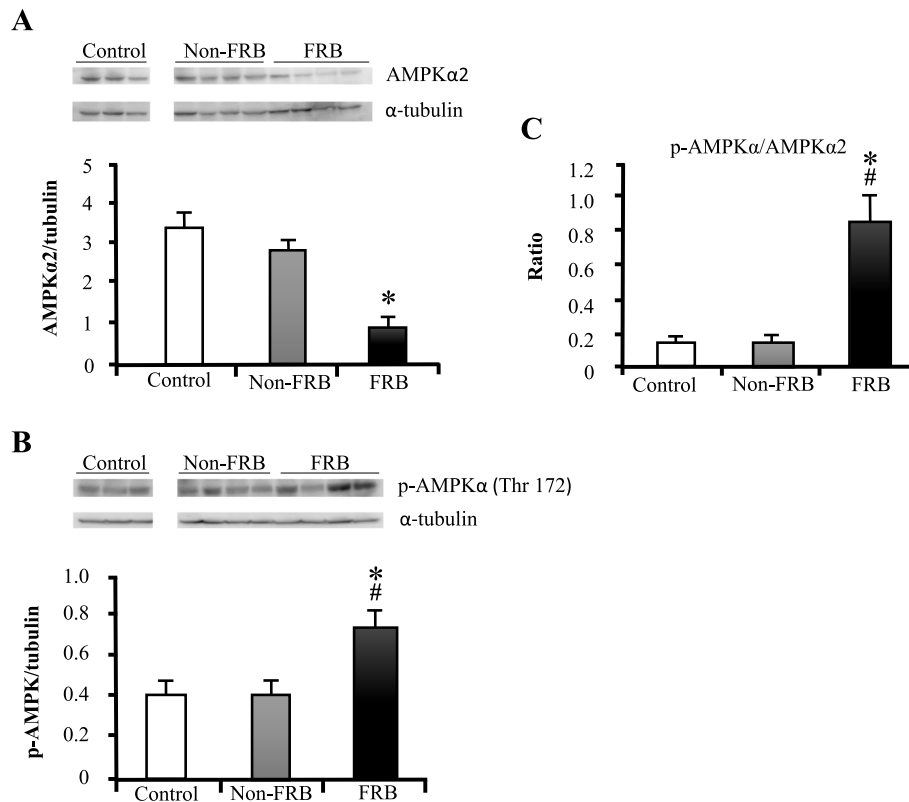 A
Control Non-FRB FRB
AMPKα2
α-tubulin
AMPKα2/tubulin
5
4
3
2
1
0
*
Control Non-FRB FRB
B
Control Non-FRB FRB
p-AMPKα (Thr 172)
α-tubulin
p-AMPK/tubulin
1.0
0.8
0.6
0.4
0.2
0
*
#
Control Non-FRB FRB
C
p-AMPKα/AMPKα2
Ratio
1.2
1.0
0.8
0.6
0.4
0.2
0
*
#
Control Non-FRB FRB